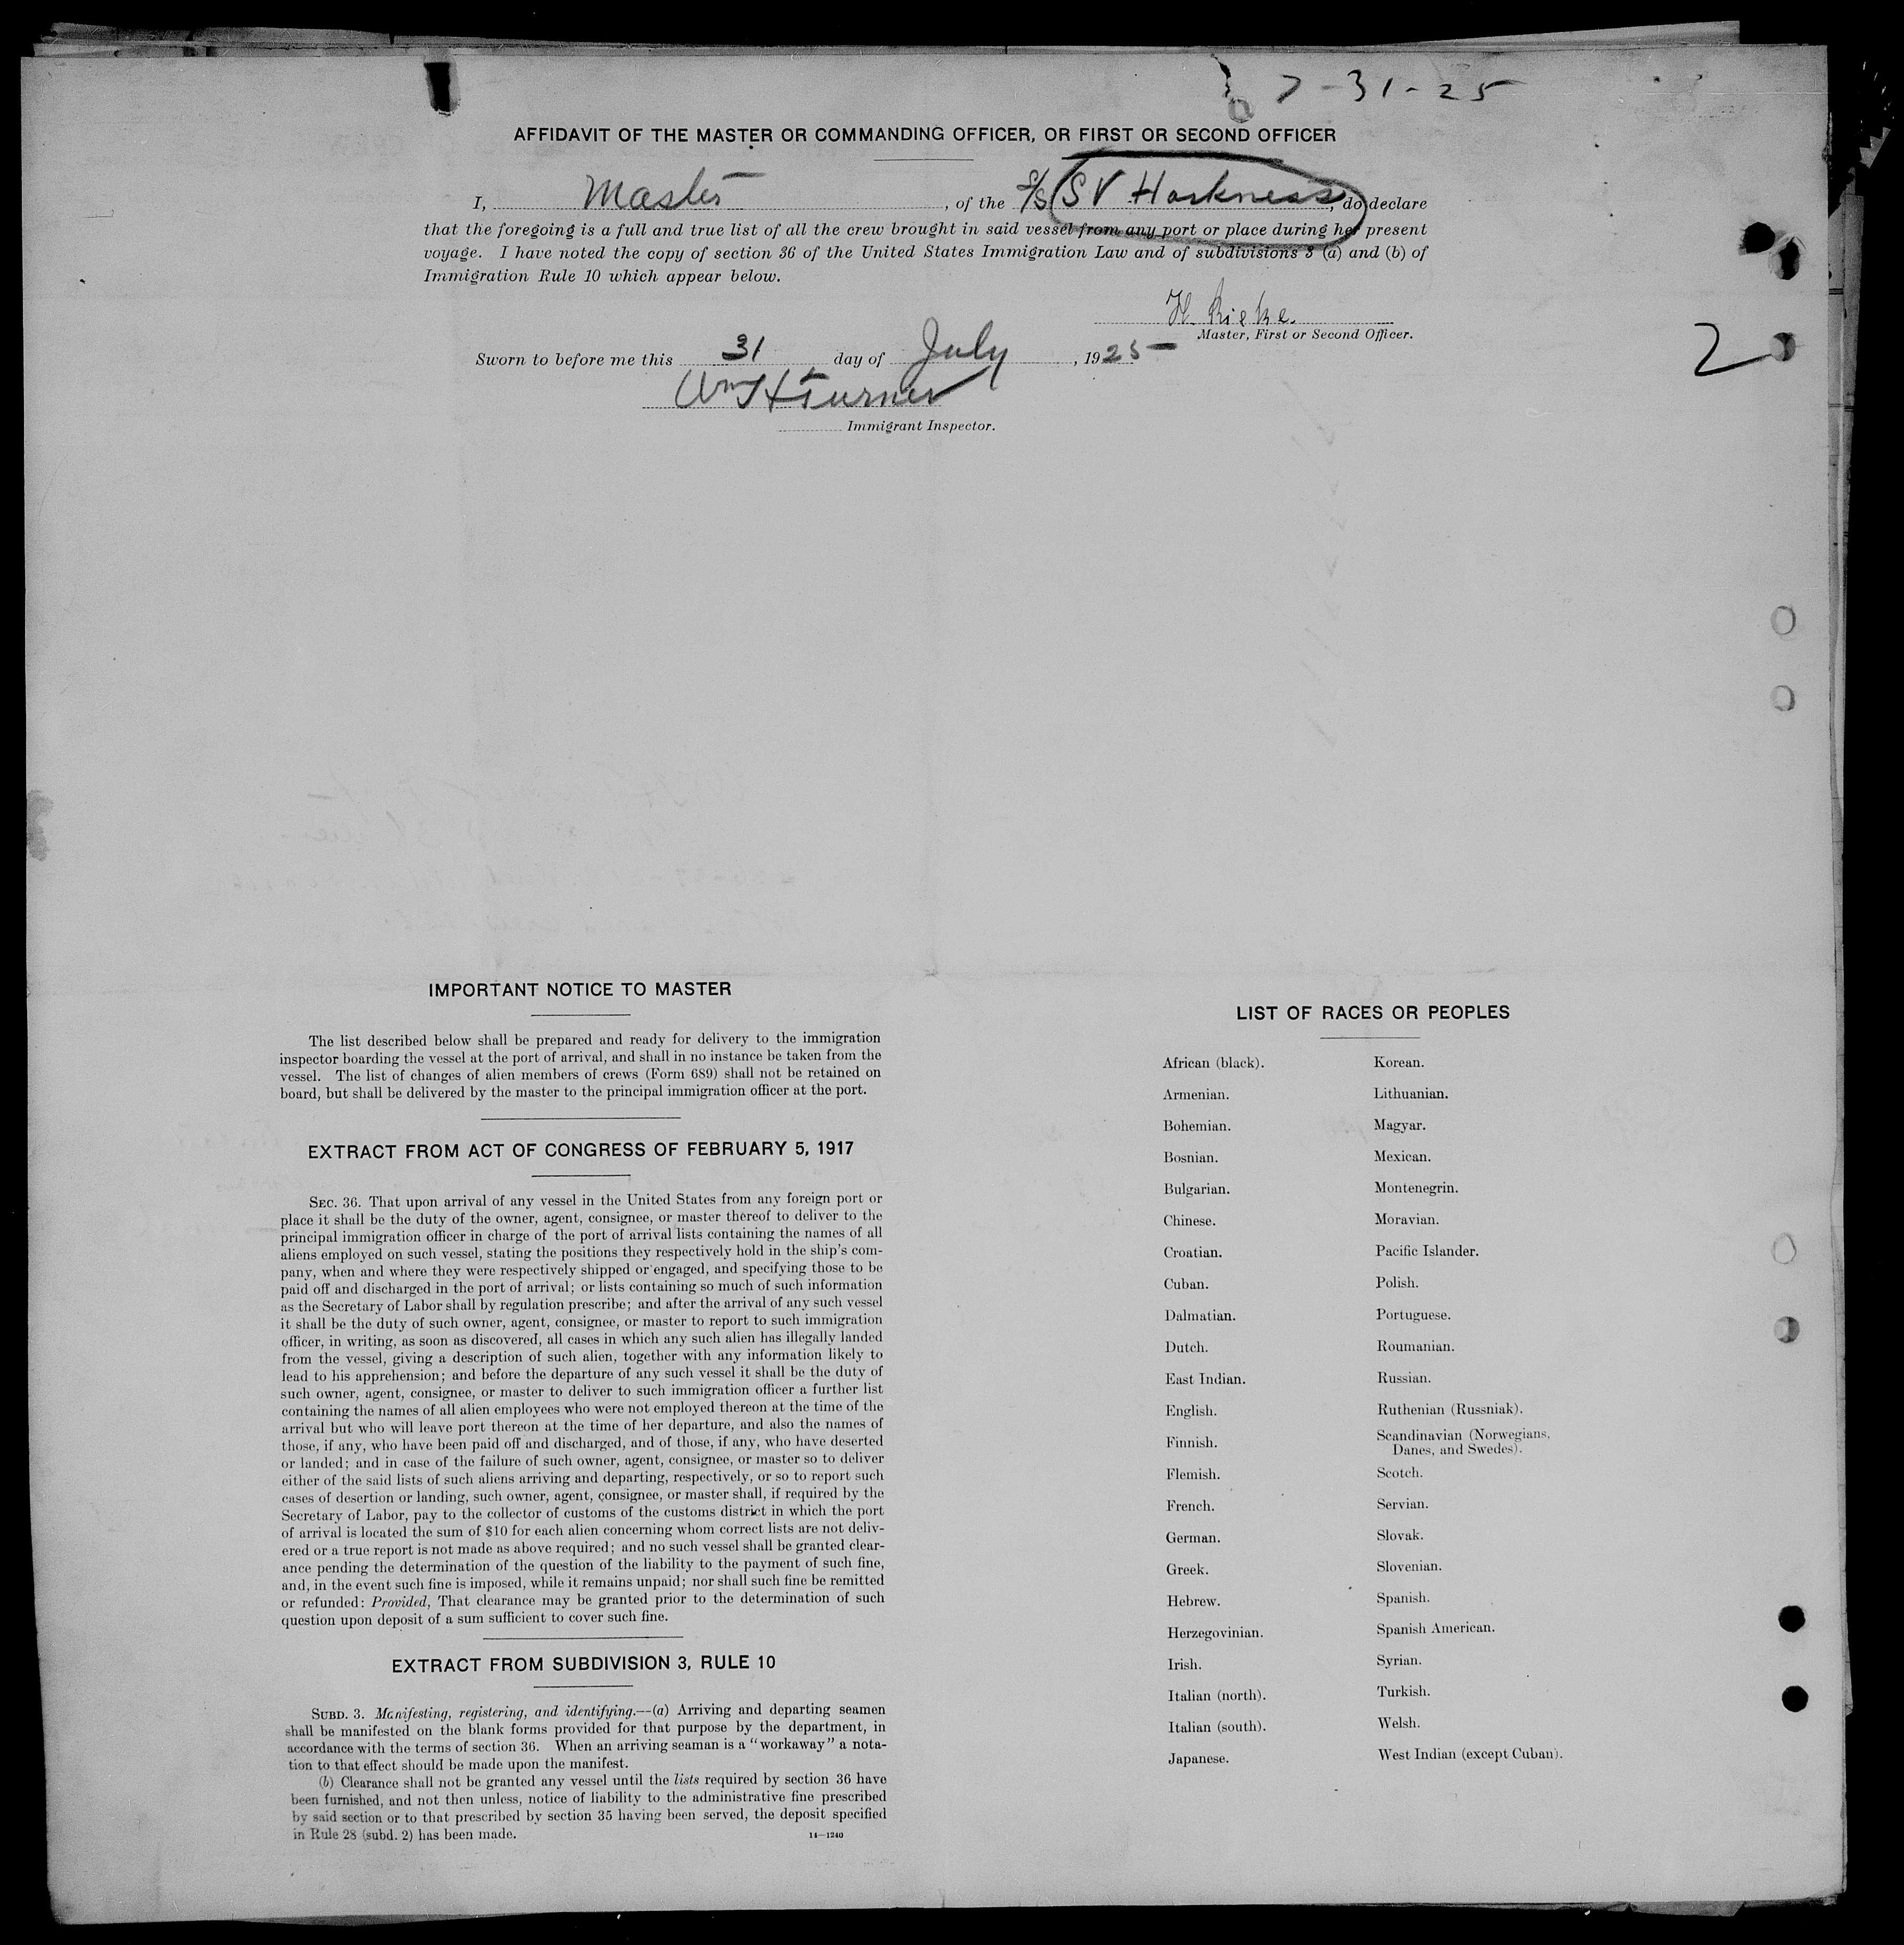 7-31-25
AFFIDAVIT OF THE MASTER OR COMMANDING OFFICER, OR FIRST OR SECOND OFFICER
I, Master, of the S/S S V Harkness, do declare
that the foregoing is a full and true list of all the crew brought in said vessel from any port or place during her present
voyage. I have noted the copy of section 36 of the United States Immigration Law and of subdivisions 3 (a) and (b) of
Immigration Rule 10 which appear below.
H. Rieke.
Master, First or Second Officer.
2
Sworn to before me this 31 day of July, 1925
Wm H Turner
Immigrant Inspector.
IMPORTANT NOTICE TO MASTER
The list described below shall be prepared and ready for delivery to the immigration
inspector boarding the vessel at the port of arrival, and shall in no instance be taken from the
vessel. The list of changes of alien members of crews (Form 689) shall not be retained on
board, but shall be delivered by the master to the principal immigration officer at the port.
EXTRACT FROM ACT OF CONGRESS OF FEBRUARY 5, 1917
SEC. 36. That upon arrival of any vessel in the United States from any foreign port or
place it shall be the duty of the owner, agent, consignee, or master thereof to deliver to the
principal immigration officer in charge of the port of arrival lists containing the names of all
aliens employed on such vessel, stating the positions they respectively hold in the ship's com-
pany, when and where they were respectively shipped or engaged, and specifying those to be
paid off and discharged in the port of arrival; or lists containing so much of such information
as the Secretary of Labor shall by regulation prescribe; and after the arrival of any such vessel
it shall be the duty of such owner, agent, consignee, or master to report to such immigration
officer, in writing, as soon as discovered, all cases in which any such alien has illegally landed
from the vessel, giving a description of such alien, together with any information likely to
lead to his apprehension; and before the departure of any such vessel it shall be the duty of
such owner, agent, consignee, or master to deliver to such immigration officer a further list
containing the names of all alien employees who were not employed thereon at the time of the
arrival but who will leave port thereon at the time of her departure, and also the names of
those, if any, who have been paid off and discharged, and of those, if any, who have deserted
or landed; and in case of the failure of such owner, agent, consignee, or master so to deliver
either of the said lists of such aliens arriving and departing, respectively, or so to report such
cases of desertion or landing, such owner, agent, consignee, or master shall, if required by the
Secretary of Labor, pay to the collector of customs of the customs district in which the port
of arrival is located the sum of $10 for each alien concerning whom correct lists are not deliv-
ered or a true report is not made as above required; and no such vessel shall be granted clear-
ance pending the determination of the question of the liability to the payment of such fine,
and, in the event such fine is imposed, while it remains unpaid; nor shall such fine be remitted
or refunded: Provided, That clearance may be granted prior to the determination of such
question upon deposit of a sum sufficient to cover such fine.
EXTRACT FROM SUBDIVISION 3, RULE 10
SUBD. 3. Manifesting, registering, and identifying.—(a) Arriving and departing seamen
shall be manifested on the blank forms provided for that purpose by the department, in
accordance with the terms of section 36. When an arriving seaman is a "workaway" a nota-
tion to that effect should be made upon the manifest.
(b) Clearance shall not be granted any vessel until the lists required by section 36 have
been furnished, and not then unless, notice of liability to the administrative fine prescribed
by said section or to that prescribed by section 35 having been served, the deposit specified
in Rule 28 (subd. 2) has been made.
14—1240
LIST OF RACES OR PEOPLES
African (black).
Armenian.
Bohemian.
Bosnian.
Bulgarian.
Chinese.
Croatian.
Cuban.
Dalmatian.
Dutch.
East Indian.
English.
Finnish.
Flemish.
French.
German.
Greek.
Hebrew.
Herzegovinian.
Irish.
Italian (north).
Italian (south).
Japanese.
Korean.
Lithuanian.
Magyar.
Mexican.
Montenegrin.
Moravian.
Pacific Islander.
Polish.
Portuguese.
Roumanian.
Russian.
Ruthenian (Russniak).
Scandinavian (Norwegians,
Danes, and Swedes).
Scotch.
Servian.
Slovak.
Slovenian.
Spanish.
Spanish American.
Syrian.
Turkish.
Welsh.
West Indian (except Cuban).